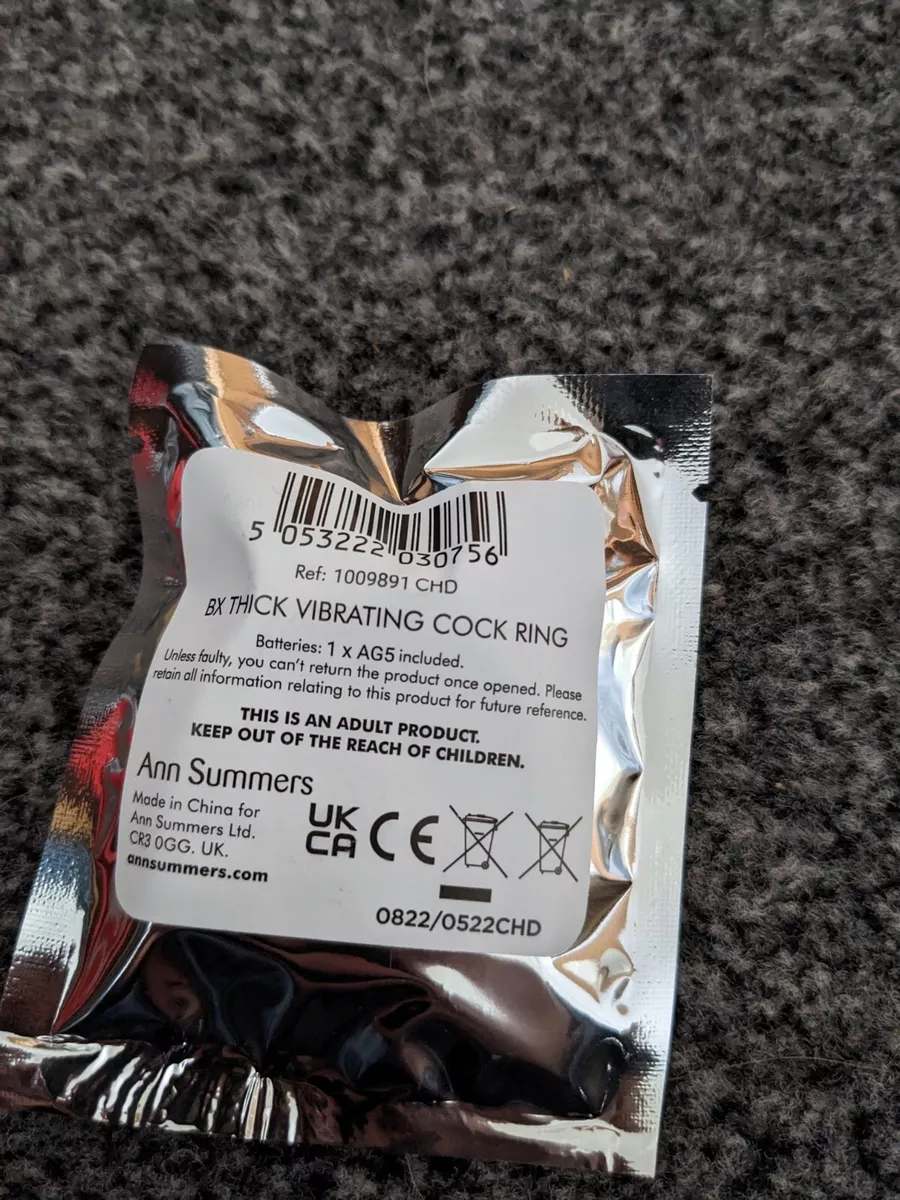 5 053222 030756
Ref: 1009891 CHD
BX THICK VIBRATING COCK RING
Batteries: 1 x AG5 included.
Unless faulty, you can't return the product once opened. Please
retain all information relating to this product for future reference.
THIS IS AN ADULT PRODUCT.
KEEP OUT OF THE REACH OF CHILDREN.
Ann Summers
Made in China for
Ann Summers Ltd.
CR3 0GG. UK.
annsummers.com
UK
CA CE
0822/0522CHD